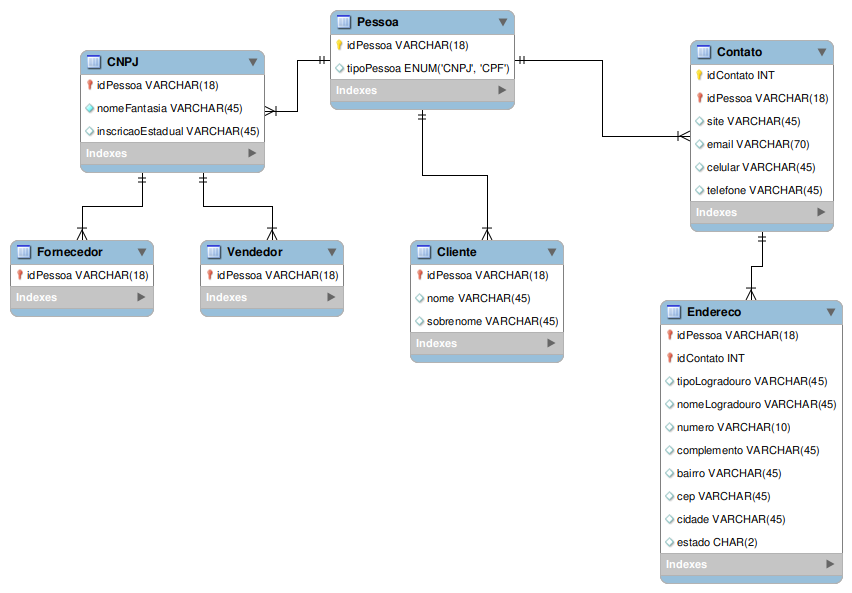 Pessoa
idPessoa VARCHAR(18)
tipoPessoa ENUM('CNPJ', 'CPF')
Indexes
CNPJ
idPessoa VARCHAR(18)
nomeFantasia VARCHAR(45)
inscricaoEstadual VARCHAR(45)
Indexes
Contato
idContato INT
idPessoa VARCHAR(18)
site VARCHAR(45)
email VARCHAR(70)
celular VARCHAR(45)
telefone VARCHAR(45)
Indexes
Fornecedor
idPessoa VARCHAR(18)
Indexes
Vendedor
idPessoa VARCHAR(18)
Indexes
Cliente
idPessoa VARCHAR(18)
nome VARCHAR(45)
sobrenome VARCHAR(45)
Indexes
Endereco
idPessoa VARCHAR(18)
idContato INT
tipoLogradouro VARCHAR(45)
nomeLogradouro VARCHAR(45)
numero VARCHAR(10)
complemento VARCHAR(45)
bairro VARCHAR(45)
cep VARCHAR(45)
cidade VARCHAR(45)
estado CHAR(2)
Indexes